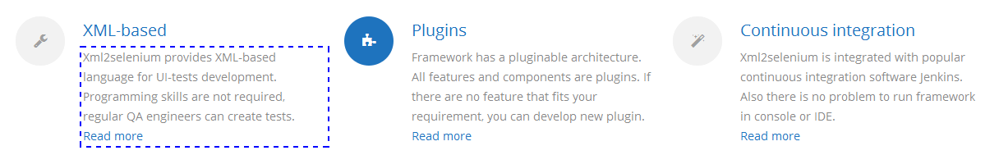 XML-based
Xml2selenium provides XML-based
language for UI-tests development.
Programming skills are not required,
regular QA engineers can create tests.
Read more
Plugins
Framework has a pluginable architecture.
All features and components are plugins. If
there are no feature that fits your
requirement, you can develop new plugin.
Read more
Continuous integration
Xml2selenium is integrated with popular
continuous integration software Jenkins.
Also there is no problem to run framework
in console or IDE.
Read more